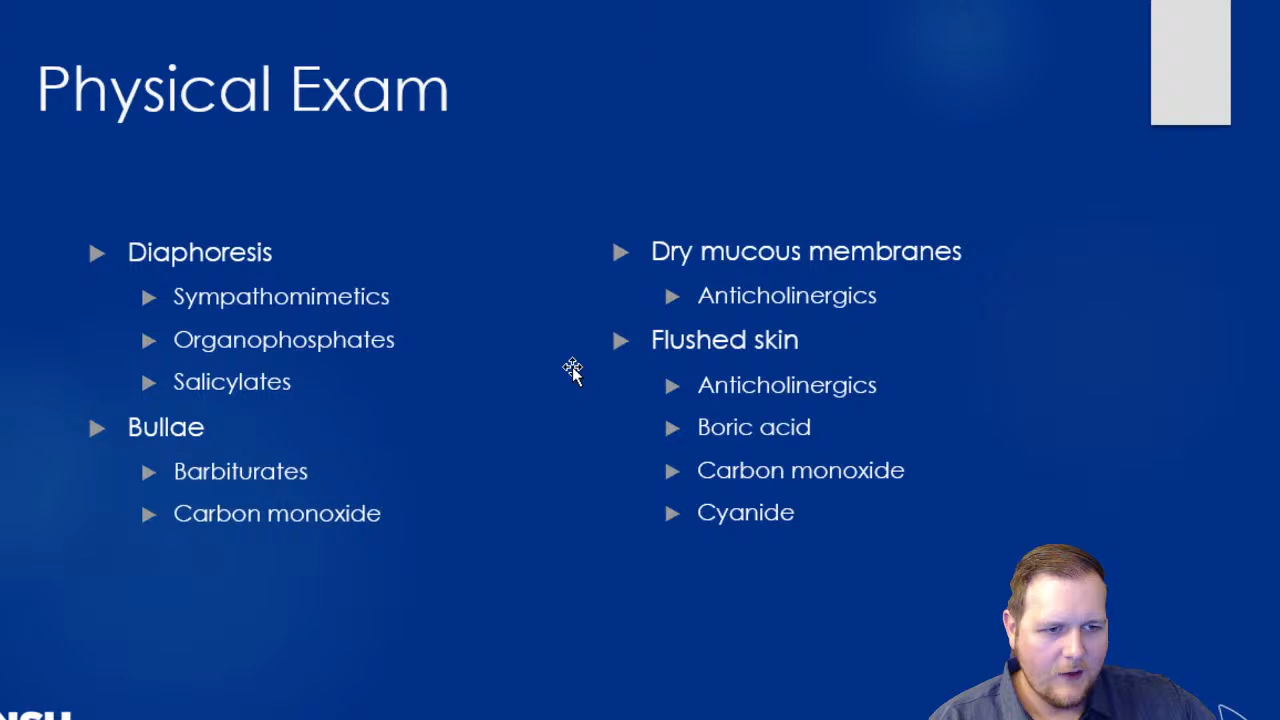 Physical Exam
Diaphoresis
Sympathomimetics
Organophosphates
Salicylates
Bullae
Barbiturates
Carbon monoxide
Dry mucous membranes
Anticholinergics
Flushed skin
Anticholinergics
Boric acid
Carbon monoxide
Cyanide